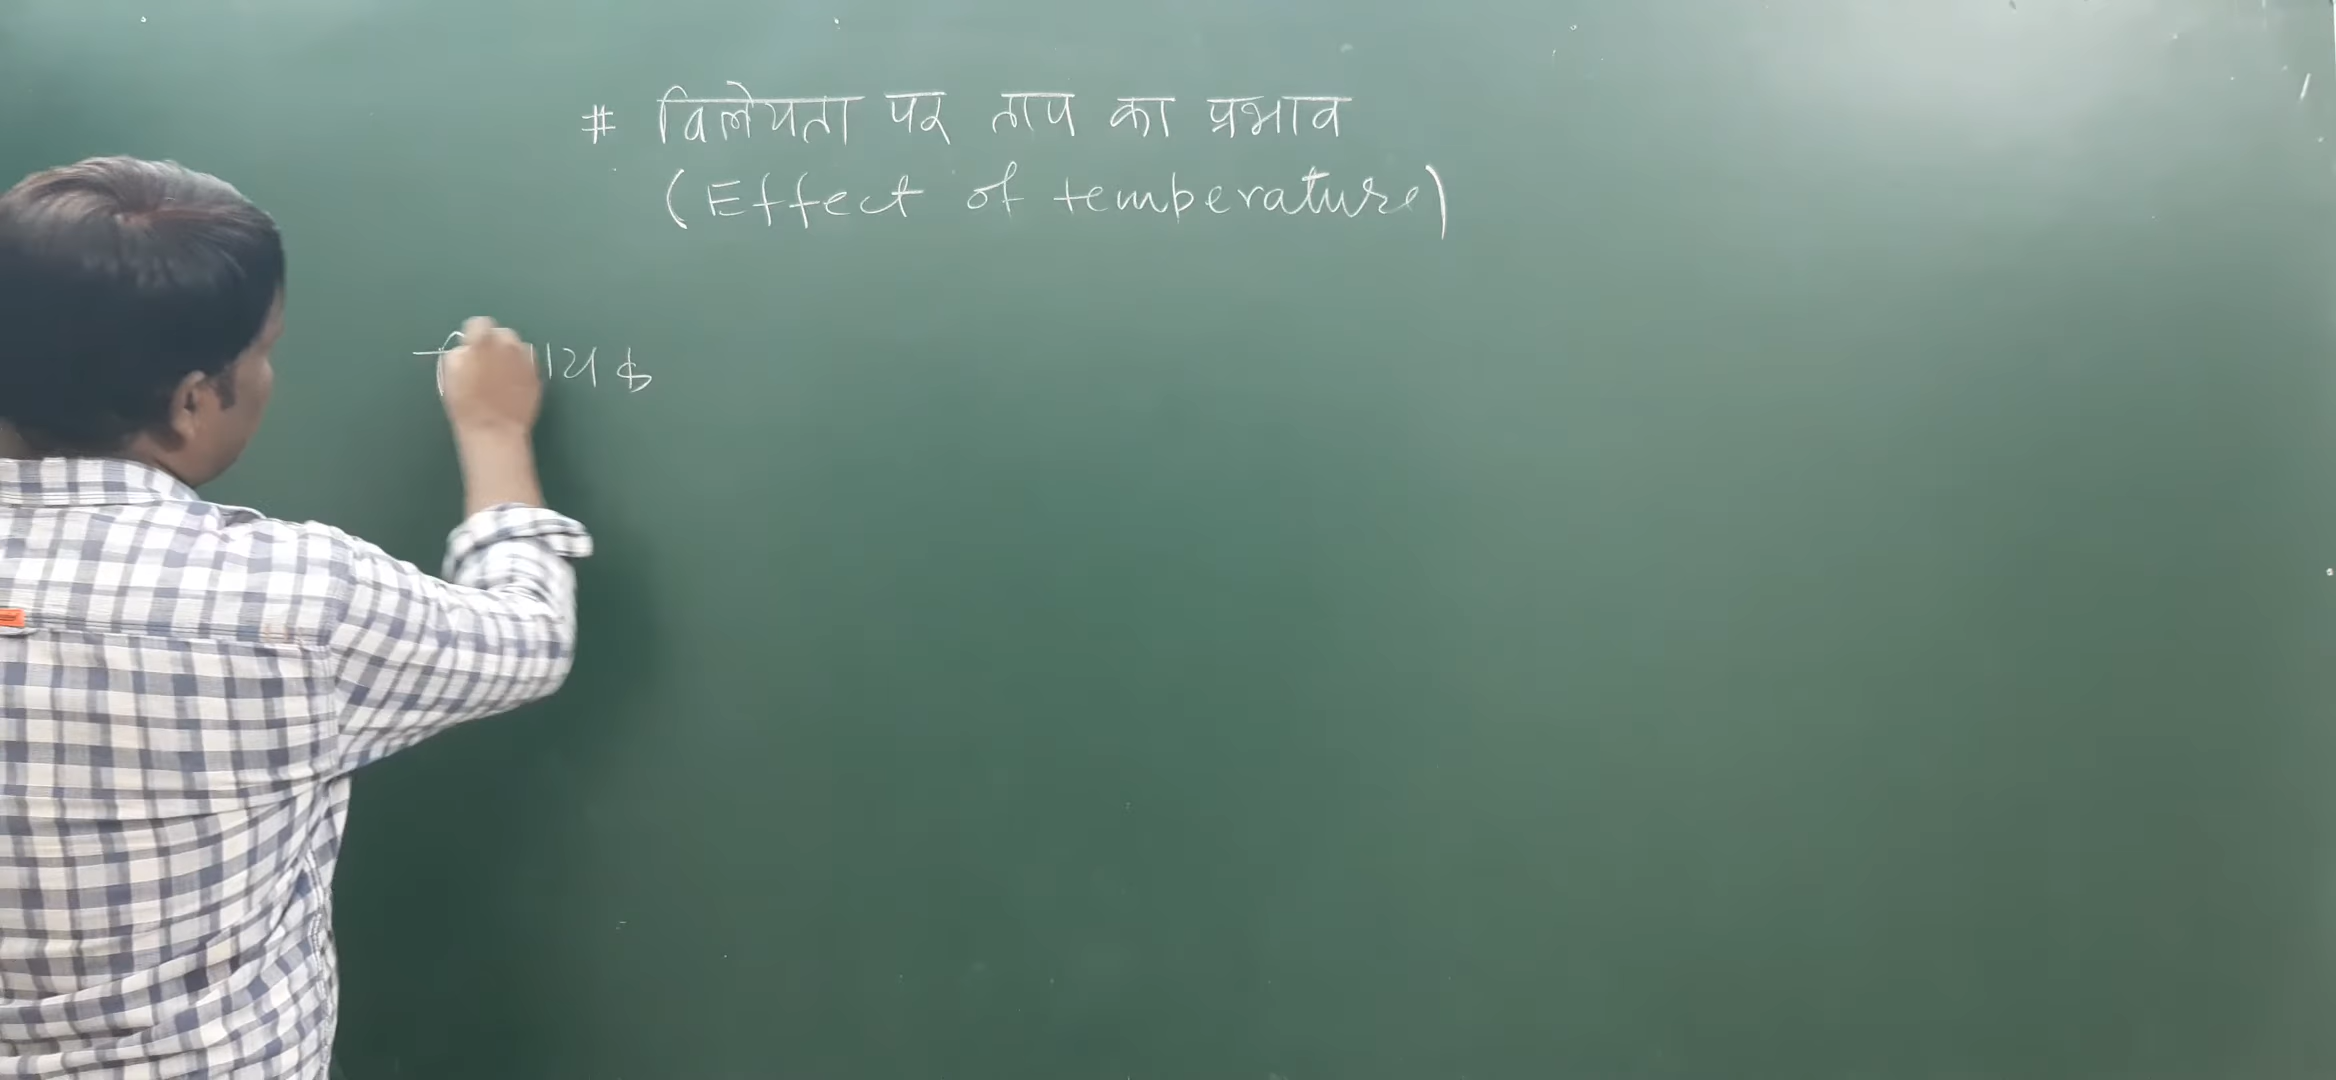 # विलेयता पर ताप का प्रभाव
(Effect of temperature)